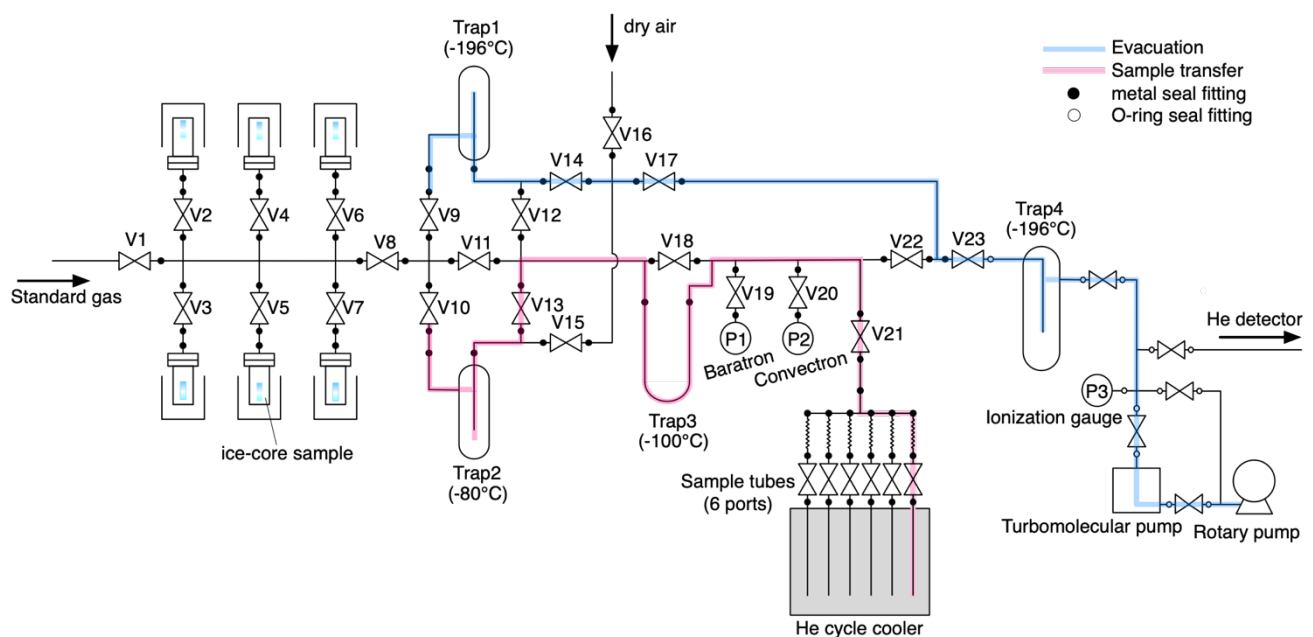 Trap1
(-196°C)
dry air
Evacuation
Sample transfer
metal seal fitting
O-ring seal fitting
V16
V14
V17
V2
V4
V6
V9
V12
Trap4
(-196°C)
V1
V8
V11
V18
V22
V23
Standard gas
V3
V5
V7
V10
V13
V15
V19
V20
V21
P1
P2
Baratron
Convectron
He detector
P3
Ionization gauge
Trap3
(-100°C)
ice-core sample
Trap2
(-80°C)
Sample tubes
(6 ports)
Turbomolecular pump
Rotary pump
He cycle cooler